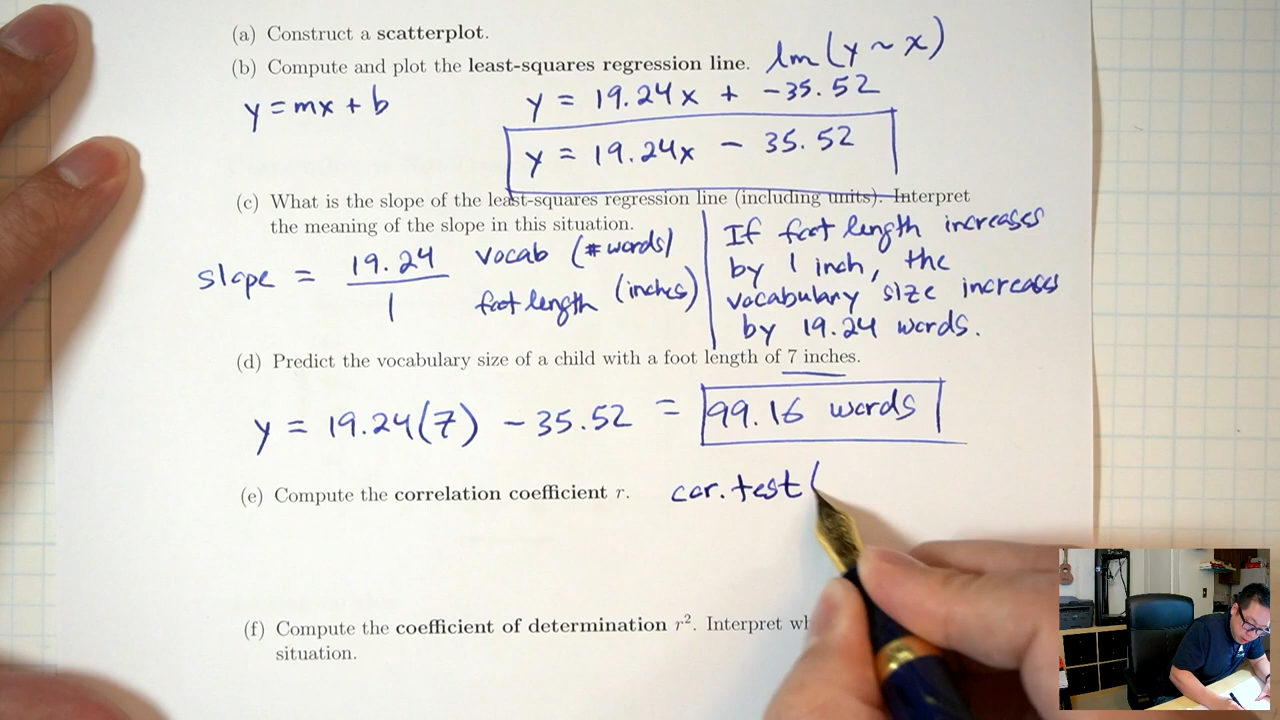 (a) Construct a scatterplot.
(b) Compute and plot the least-squares regression line. lm(y ~ x)
y = mx + b
y = 19.24x + -35.52
y = 19.24x - 35.52
(c) What is the slope of the least-squares regression line (including units). Interpret
the meaning of the slope in this situation.
slope = 19.24 / 1
vocab (# words)
foot length (inches)
If foot length increases
by 1 inch, the
vocabulary size increases
by 19.24 words.
(d) Predict the vocabulary size of a child with a foot length of 7 inches.
y = 19.24(7) - 35.52 = 99.16 words
(e) Compute the correlation coefficient r. cor.test(
(f) Compute the coefficient of determination r². Interpret wh
situation.